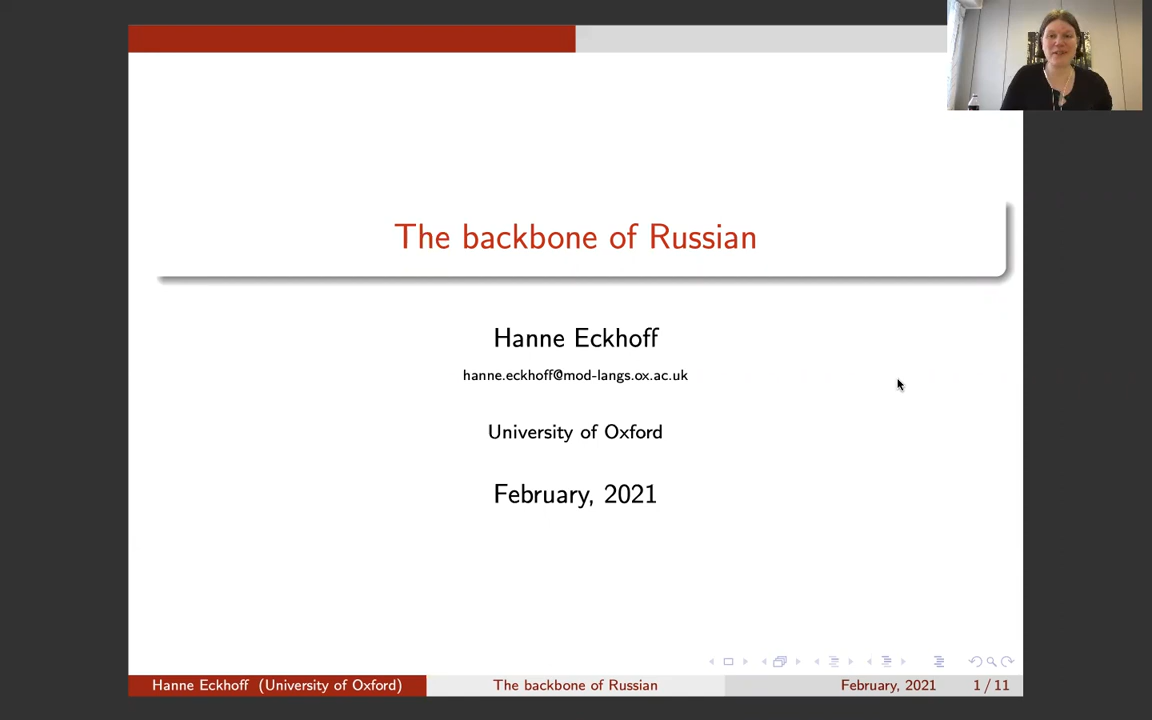 The backbone of Russian
Hanne Eckhoff
hanne.eckhoff@mod-langs.ox.ac.uk
University of Oxford
February, 2021
Hanne Eckhoff (University of Oxford)
The backbone of Russian
February, 2021
1 / 11